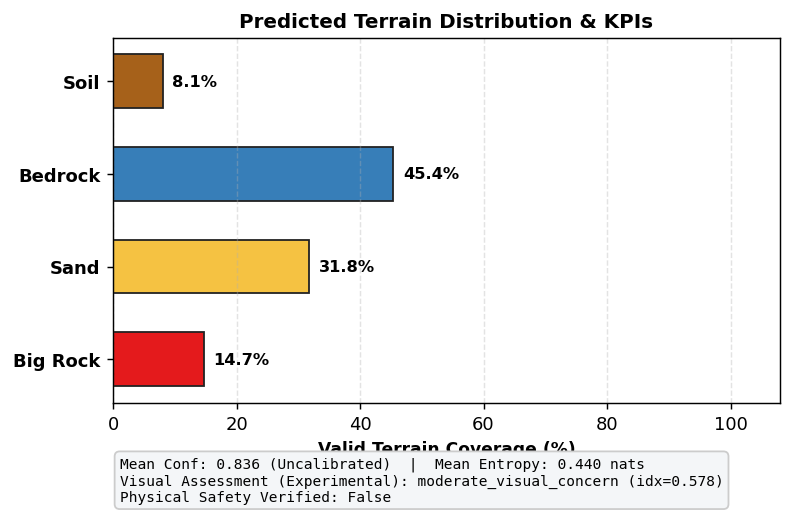 Predicted Terrain Distribution & KPIs
Soil
8.1%
Bedrock
45.4%
Sand
31.8%
Big Rock
14.7%
0 20 40 60 80 100
Valid Terrain Coverage (%)
Mean Conf: 0.836 (Uncalibrated) | Mean Entropy: 0.440 nats
Visual Assessment (Experimental): moderate_visual_concern (idx=0.578)
Physical Safety Verified: False